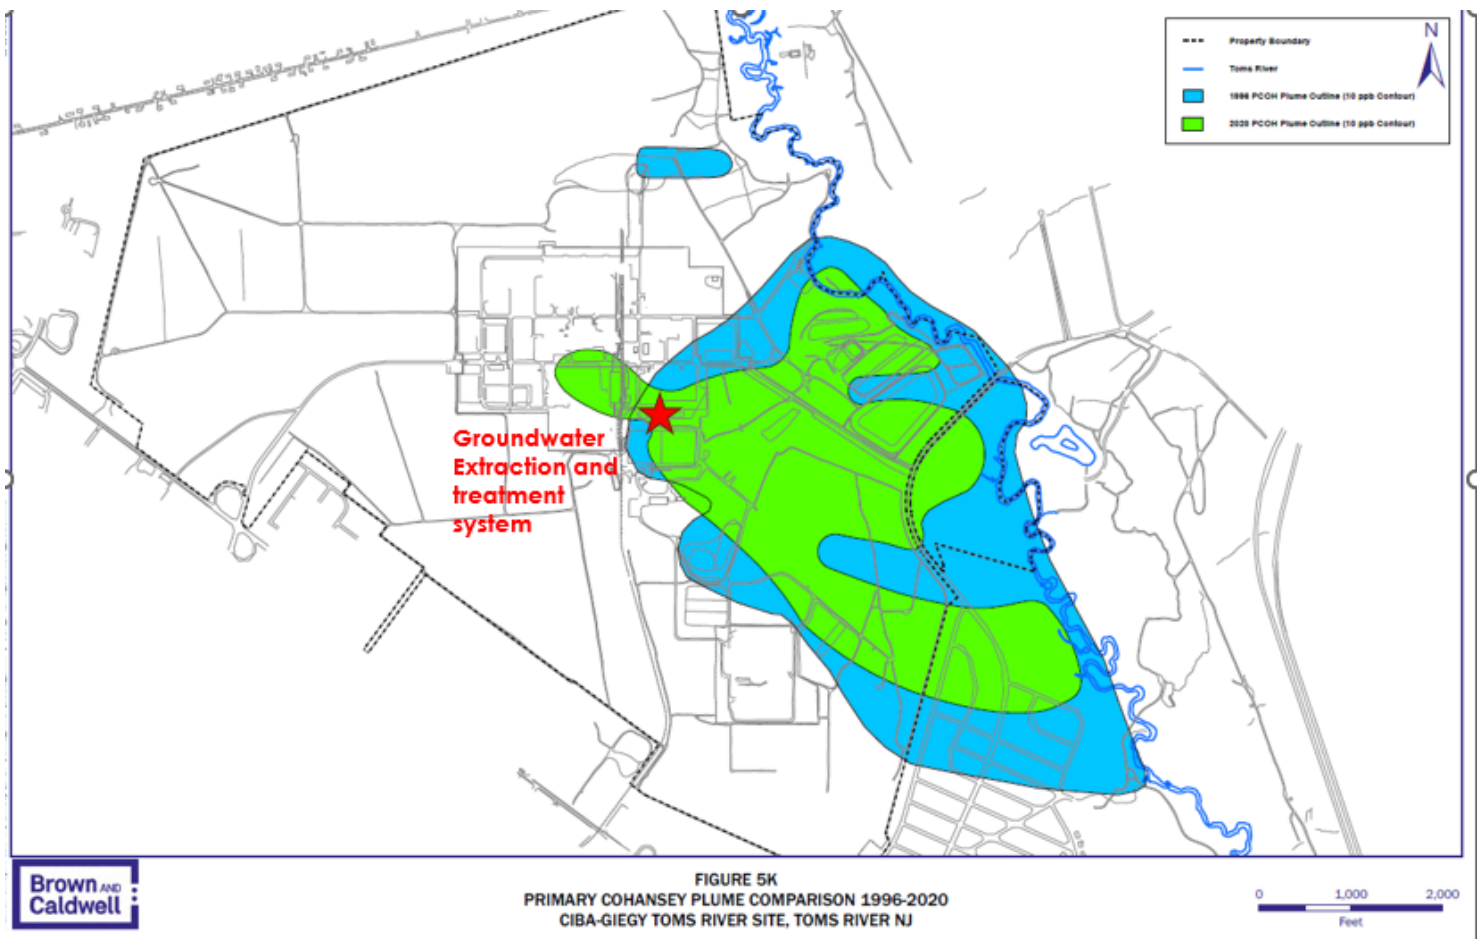 N
Property Boundary
Toms River
1996 PCOH Plume Outline (10 ppb Contour)
2020 PCOH Plume Outline (10 ppb Contour)
Groundwater
Extraction and
treatment
system
Brown AND
Caldwell
FIGURE 5K
PRIMARY COHANSEY PLUME COMPARISON 1996-2020
CIBA-GIEGY TOMS RIVER SITE, TOMS RIVER NJ
0 1,000 2,000
Feet